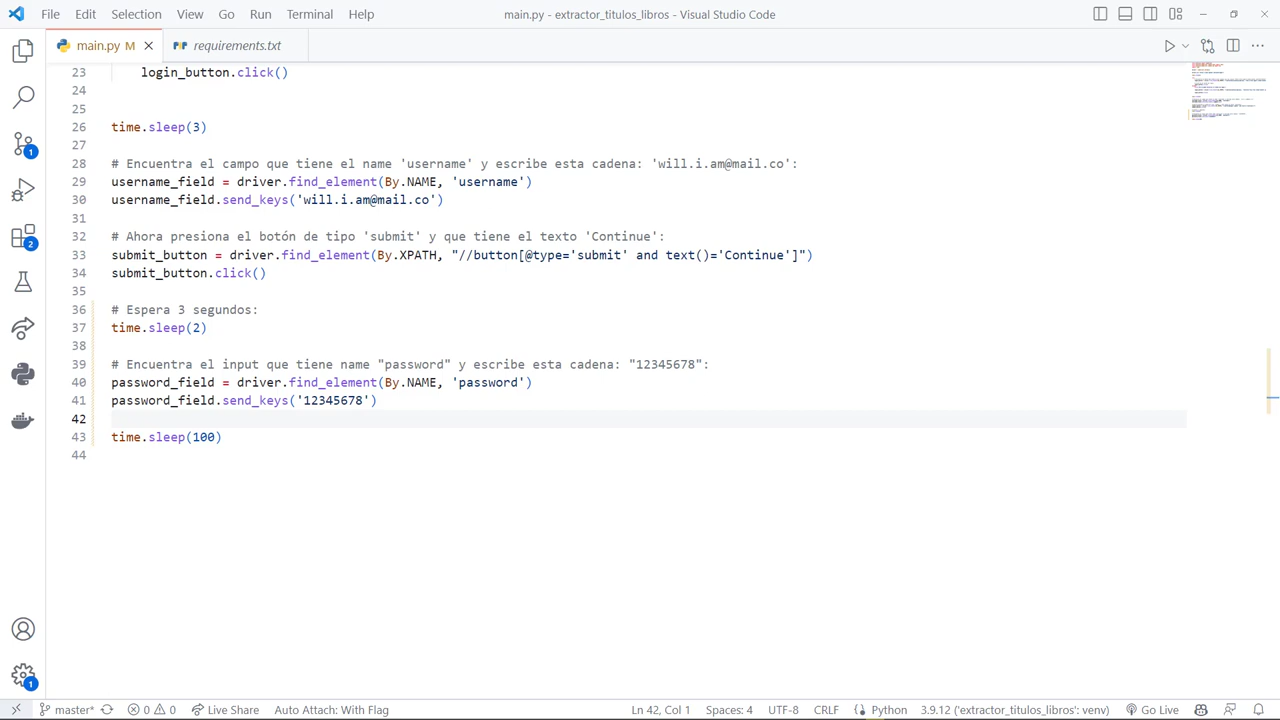 File Edit Selection View Go Run Terminal Help main.py - extractor_titulos_libros - Visual Studio Code
main.py M requirements.txt
23 login_button.click()
24
25
26 time.sleep(3)
27
28 # Encuentra el campo que tiene el name 'username' y escribe esta cadena: 'will.i.am@mail.co':
29 username_field = driver.find_element(By.NAME, 'username')
30 username_field.send_keys('will.i.am@mail.co')
31
32 # Ahora presiona el botón de tipo 'submit' y que tiene el texto 'Continue':
33 submit_button = driver.find_element(By.XPATH, "//button[@type='submit' and text()='Continue']")
34 submit_button.click()
35
36 # Espera 3 segundos:
37 time.sleep(2)
38
39 # Encuentra el input que tiene name "password" y escribe esta cadena: "12345678":
40 password_field = driver.find_element(By.NAME, 'password')
41 password_field.send_keys('12345678')
42
43 time.sleep(100)
44
1
2
1
master* 0 0 Live Share Auto Attach: With Flag Ln 42, Col 1 Spaces: 4 UTF-8 CRLF Python 3.9.12 ('extractor_titulos_libros': venv) Go Live